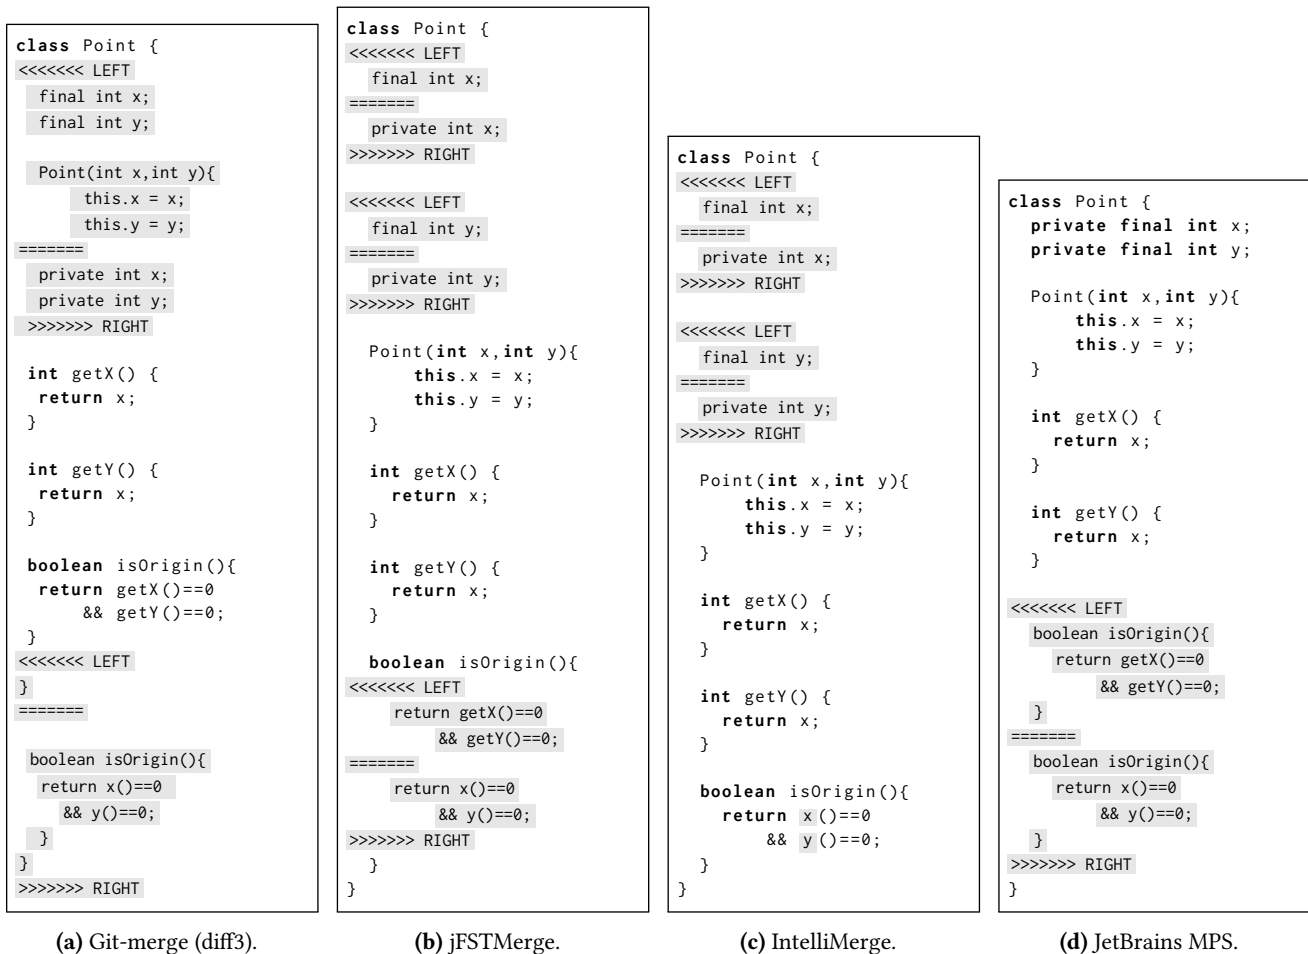 class Point {
<<<<<<< LEFT
final int x;
final int y;
Point(int x,int y){
this.x = x;
this.y = y;
=======
private int x;
private int y;
>>>>>>> RIGHT
int getX() {
return x;
}
int getY() {
return x;
}
boolean isOrigin(){
return getX()==0
&& getY()==0;
}
<<<<<<< LEFT
}
=======
boolean isOrigin(){
return x()==0
&& y()==0;
}
}
>>>>>>> RIGHT
(a) Git-merge (diff3).
class Point {
<<<<<<< LEFT
final int x;
=======
private int x;
>>>>>>> RIGHT
<<<<<<< LEFT
final int y;
=======
private int y;
>>>>>>> RIGHT
Point(int x,int y){
this.x = x;
this.y = y;
}
int getX() {
return x;
}
int getY() {
return x;
}
boolean isOrigin(){
<<<<<<< LEFT
return getX()==0
&& getY()==0;
=======
return x()==0
&& y()==0;
>>>>>>> RIGHT
}
}
(b) jFSTMerge.
class Point {
<<<<<<< LEFT
final int x;
=======
private int x;
>>>>>>> RIGHT
<<<<<<< LEFT
final int y;
=======
private int y;
>>>>>>> RIGHT
Point(int x,int y){
this.x = x;
this.y = y;
}
int getX() {
return x;
}
int getY() {
return x;
}
boolean isOrigin(){
return x()==0
&& y()==0;
}
}
(c) IntelliMerge.
class Point {
private final int x;
private final int y;
Point(int x,int y){
this.x = x;
this.y = y;
}
int getX() {
return x;
}
int getY() {
return x;
}
<<<<<<< LEFT
boolean isOrigin(){
return getX()==0
&& getY()==0;
}
=======
boolean isOrigin(){
return x()==0
&& y()==0;
}
>>>>>>> RIGHT
}
(d) JetBrains MPS.